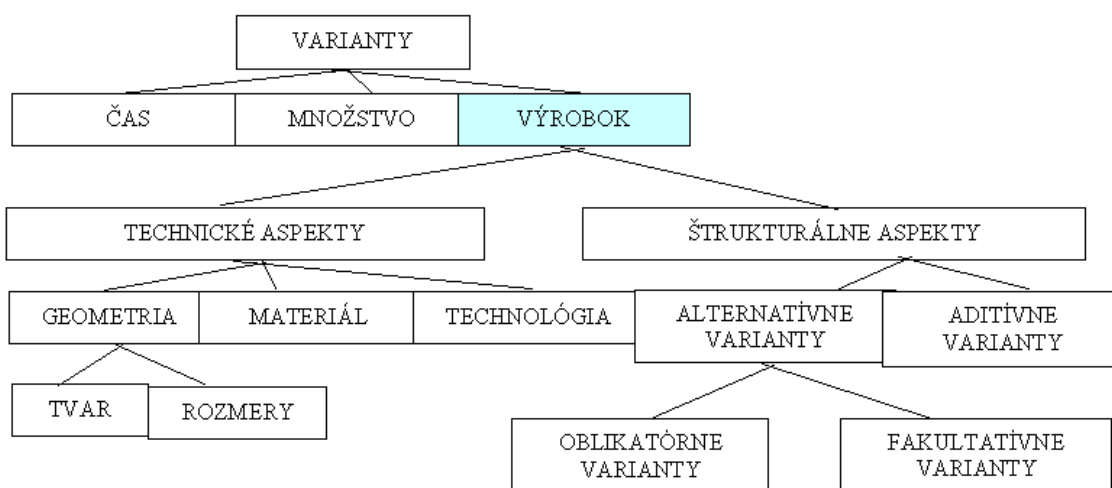 VARIANTY
ČAS
MNOŽSTVO
VÝROBOK
TECHNICKÉ ASPEKTY
ŠTRUKTURÁLNE ASPEKTY
GEOMETRIA
MATERIÁL
TECHNOLÓGIA
ALTERNATÍVNE
VARIANTY
ADITÍVNE
VARIANTY
TVAR
ROZMERY
OBLIKATÓRNE
VARIANTY
FAKULTATÍVNE
VARIANTY